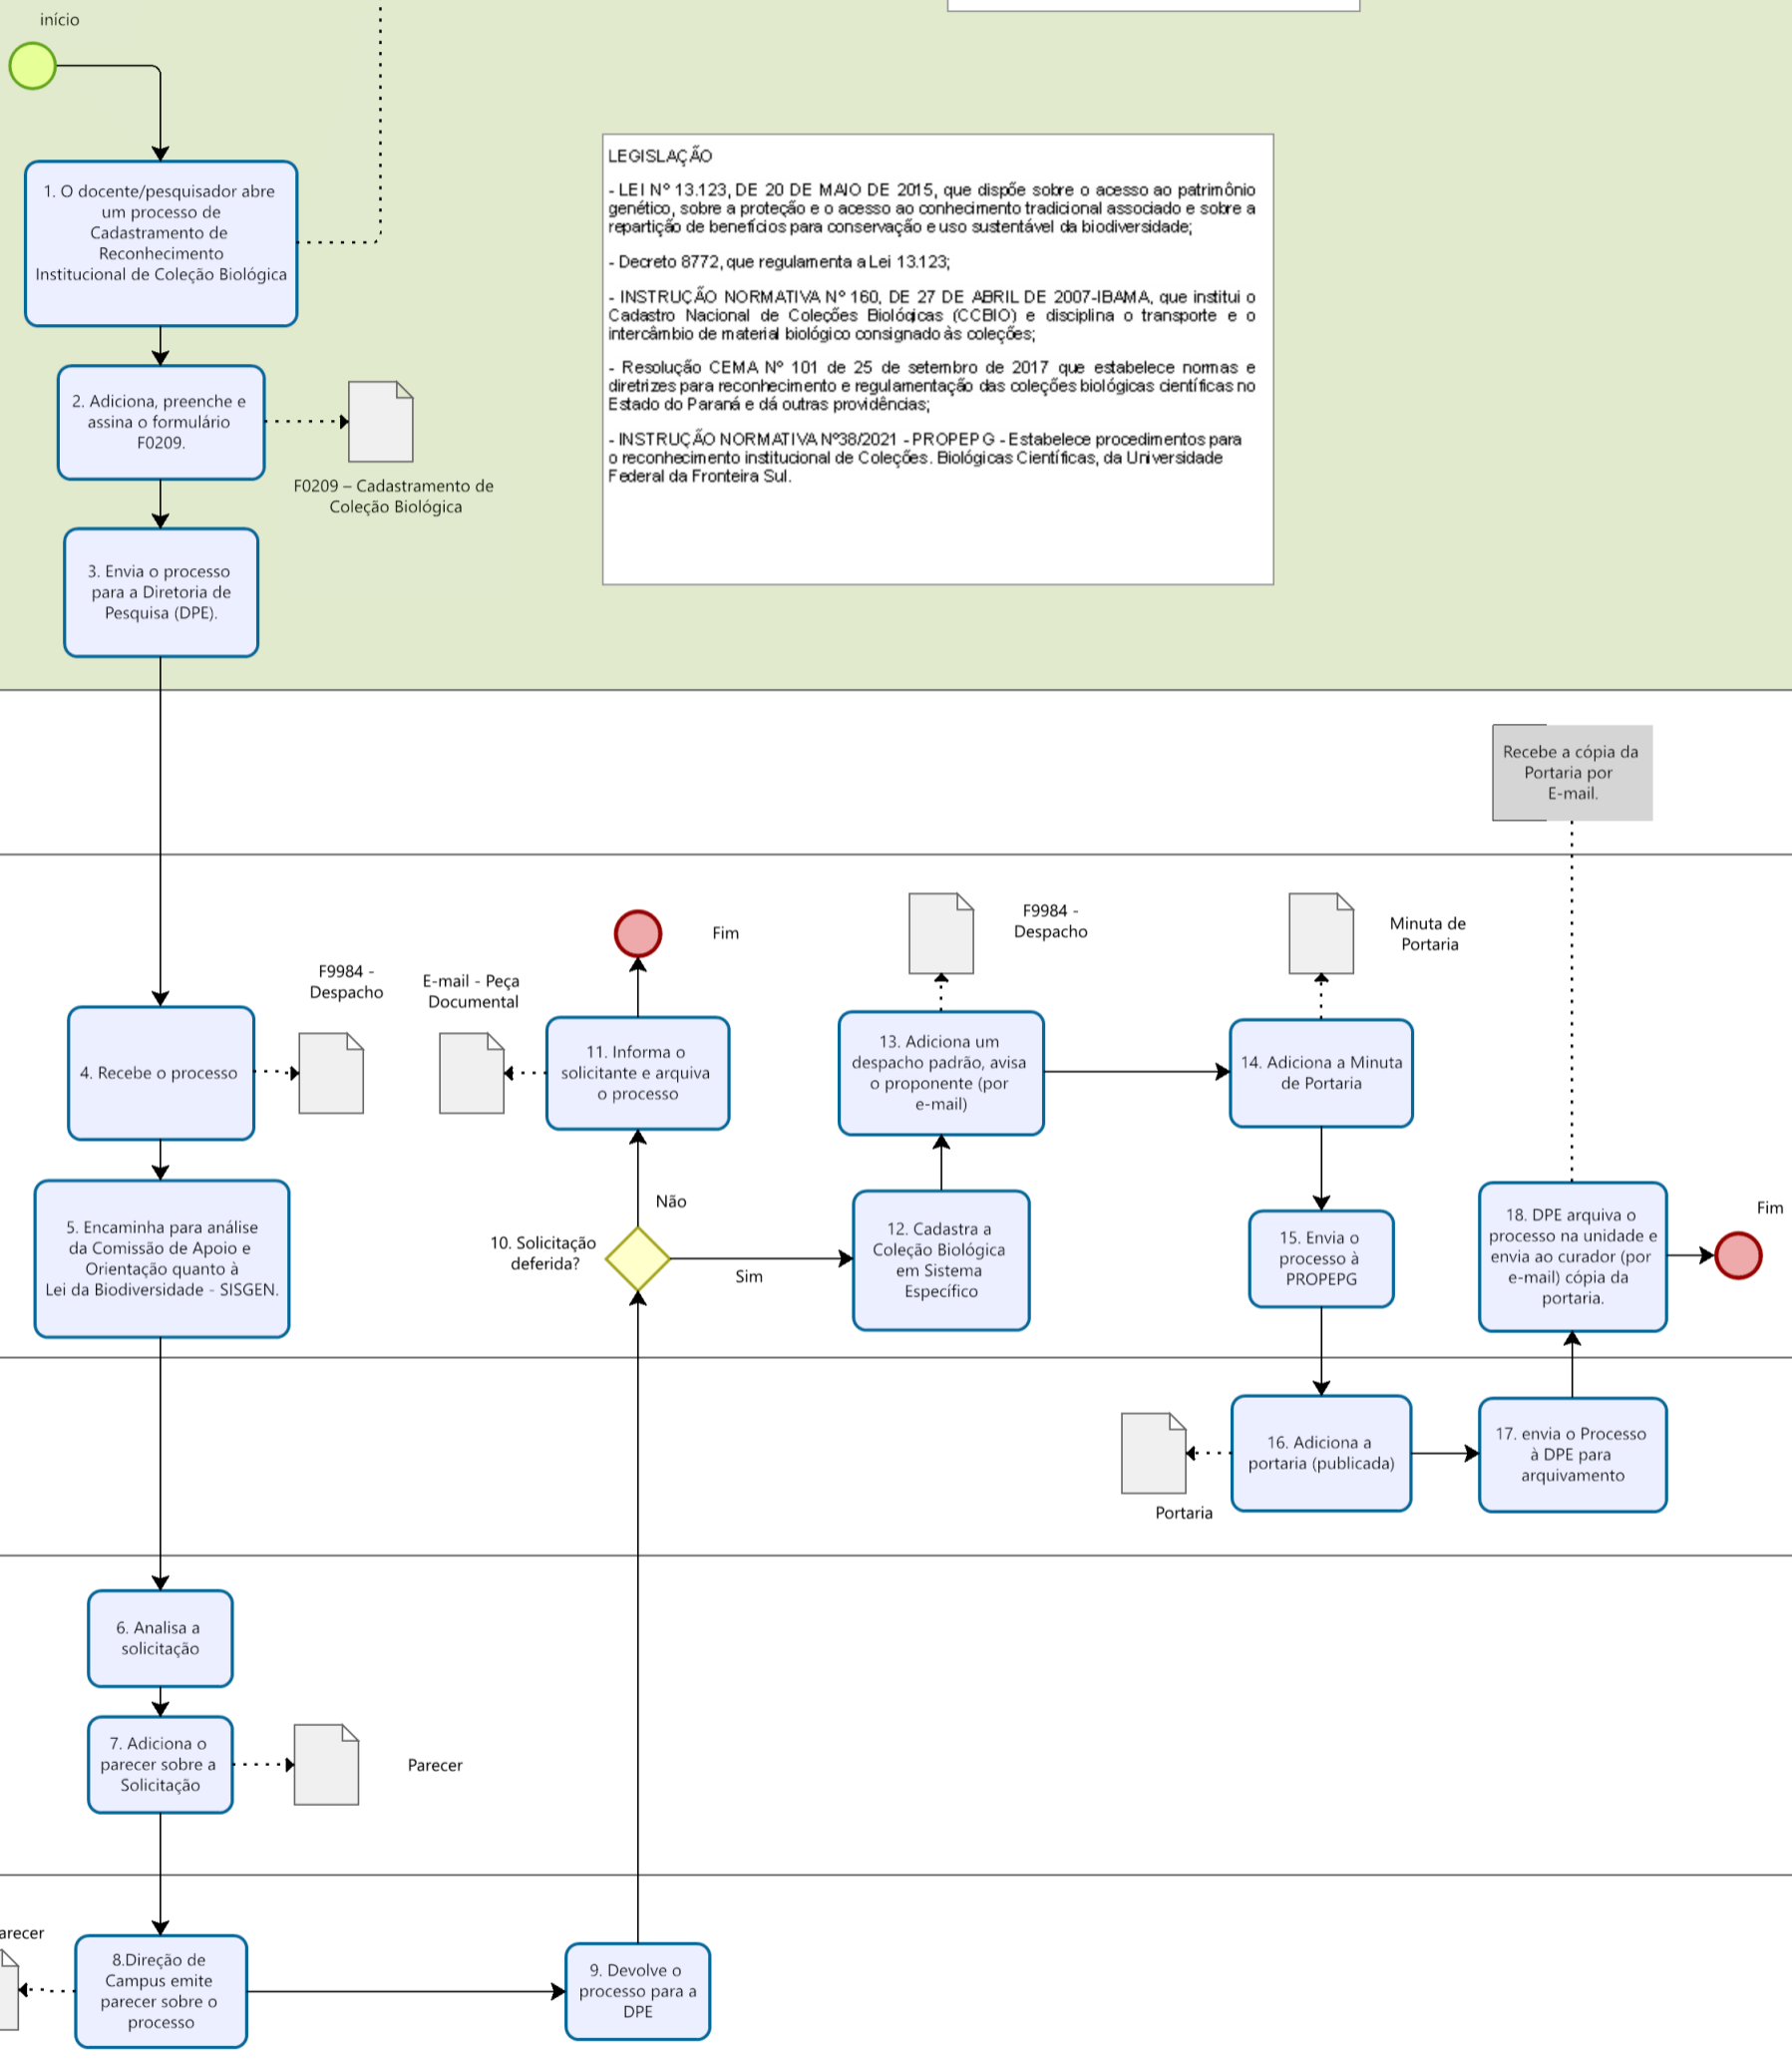 início
1. O docente/pesquisador abre
um processo de
Cadastramento de
Reconhecimento
Institucional de Coleção Biológica
LEGISLAÇÃO
- LEI Nº 13.123, DE 20 DE MAIO DE 2015, que dispõe sobre o acesso ao patrimônio
genético, sobre a proteção e o acesso ao conhecimento tradicional associado e sobre a
repartição de benefícios para conservação e uso sustentável da biodiversidade;
- Decreto 8772, que regulamenta a Lei 13.123;
- INSTRUÇÃO NORMATIVA Nº 160, DE 27 DE ABRIL DE 2007-IBAMA, que institui o
Cadastro Nacional de Coleções Biológicas (CCBIO) e disciplina o transporte e o
intercâmbio de material biológico consignado às coleções;
- Resolução CEMA Nº 101 de 25 de setembro de 2017 que estabelece normas e
diretrizes para reconhecimento e regulamentação das coleções biológicas científicas no
Estado do Paraná e dá outras providências;
- INSTRUÇÃO NORMATIVA Nº38/2021 - PROPEPG - Estabelece procedimentos para
o reconhecimento institucional de Coleções. Biológicas Científicas, da Universidade
Federal da Fronteira Sul.
2. Adiciona, preenche e
assina o formulário
F0209.
F0209 – Cadastramento de
Coleção Biológica
3. Envia o processo
para a Diretoria de
Pesquisa (DPE).
Recebe a cópia da
Portaria por
E-mail.
4. Recebe o processo
F9984 -
Despacho
E-mail - Peça
Documental
Fim
11. Informa o
solicitante e arquiva
o processo
F9984 -
Despacho
13. Adiciona um
despacho padrão, avisa
o proponente (por
e-mail)
Minuta de
Portaria
14. Adiciona a Minuta
de Portaria
5. Encaminha para análise
da Comissão de Apoio e
Orientação quanto à
Lei da Biodiversidade - SISGEN.
Não
10. Solicitação
deferida?
Sim
12. Cadastra a
Coleção Biológica
em Sistema
Específico
15. Envia o
processo à
PROPEPG
18. DPE arquiva o
processo na unidade e
envia ao curador (por
e-mail) cópia da
portaria.
Fim
Portaria
16. Adiciona a
portaria (publicada)
17. envia o Processo
à DPE para
arquivamento
6. Analisa a
solicitação
7. Adiciona o
parecer sobre a
Solicitação
Parecer
arecer
8.Direção de
Campus emite
parecer sobre o
processo
9. Devolve o
processo para a
DPE